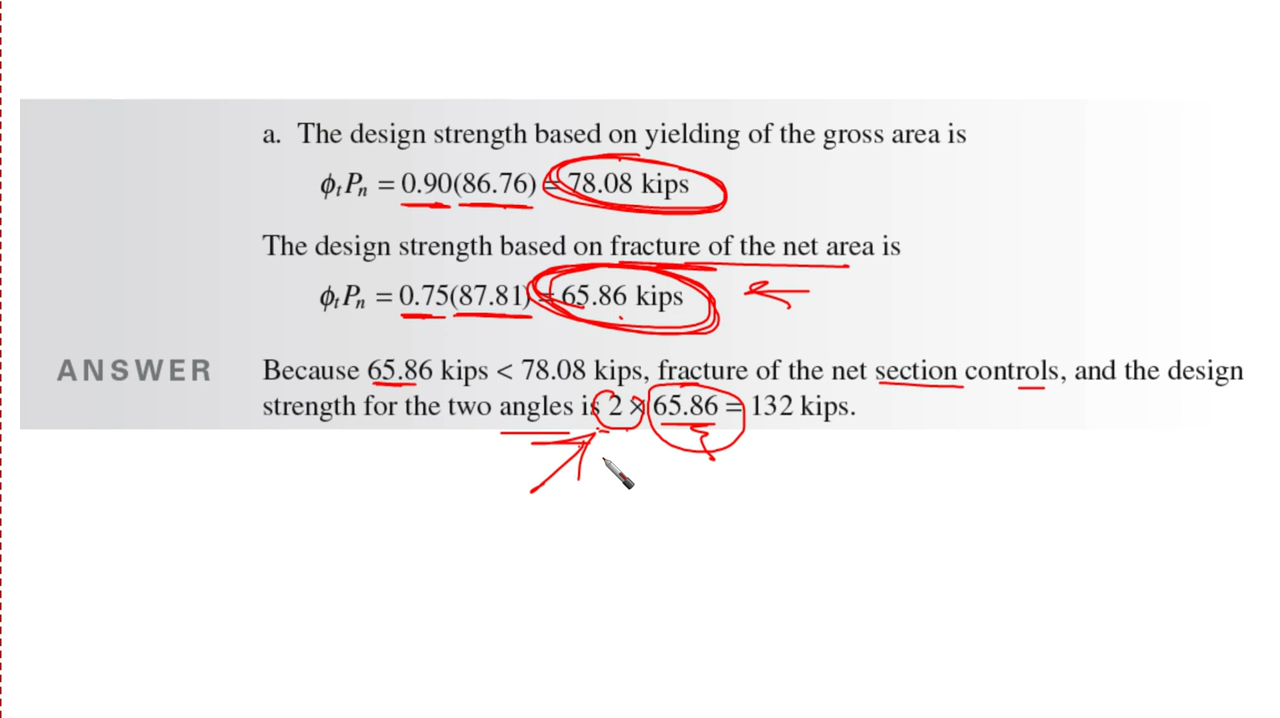 a. The design strength based on yielding of the gross area is
ϕₜPₙ = 0.90(86.76) = 78.08 kips
The design strength based on fracture of the net area is
ϕₜPₙ = 0.75(87.81) = 65.86 kips
ANSWER Because 65.86 kips < 78.08 kips, fracture of the net section controls, and the design
strength for the two angles is 2 × 65.86 = 132 kips.